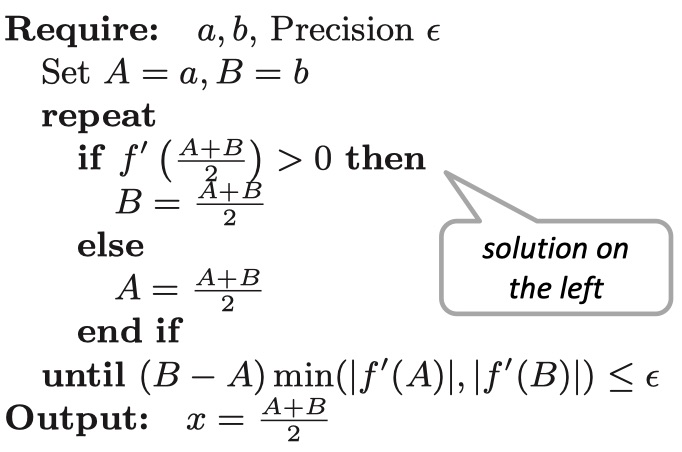 Require: a, b, Precision ϵ
Set A = a, B = b
repeat
if f′ (A+B/2) > 0 then
B = A+B/2
else
A = A+B/2
end if
until (B − A) min(|f′(A)|, |f′(B)|) ≤ ϵ
Output: x = A+B/2
solution on
the left